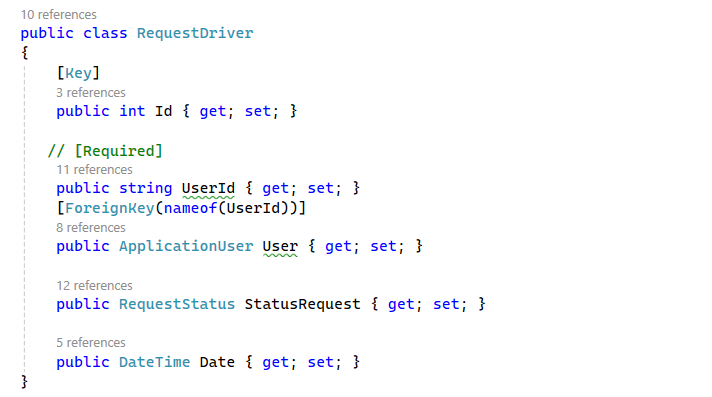 10 references
public class RequestDriver
{
[Key]
3 references
public int Id { get; set; }
// [Required]
11 references
public string UserId { get; set; }
[ForeignKey(nameof(UserId))]
8 references
public ApplicationUser User { get; set; }
12 references
public RequestStatus StatusRequest { get; set; }
5 references
public DateTime Date { get; set; }
}